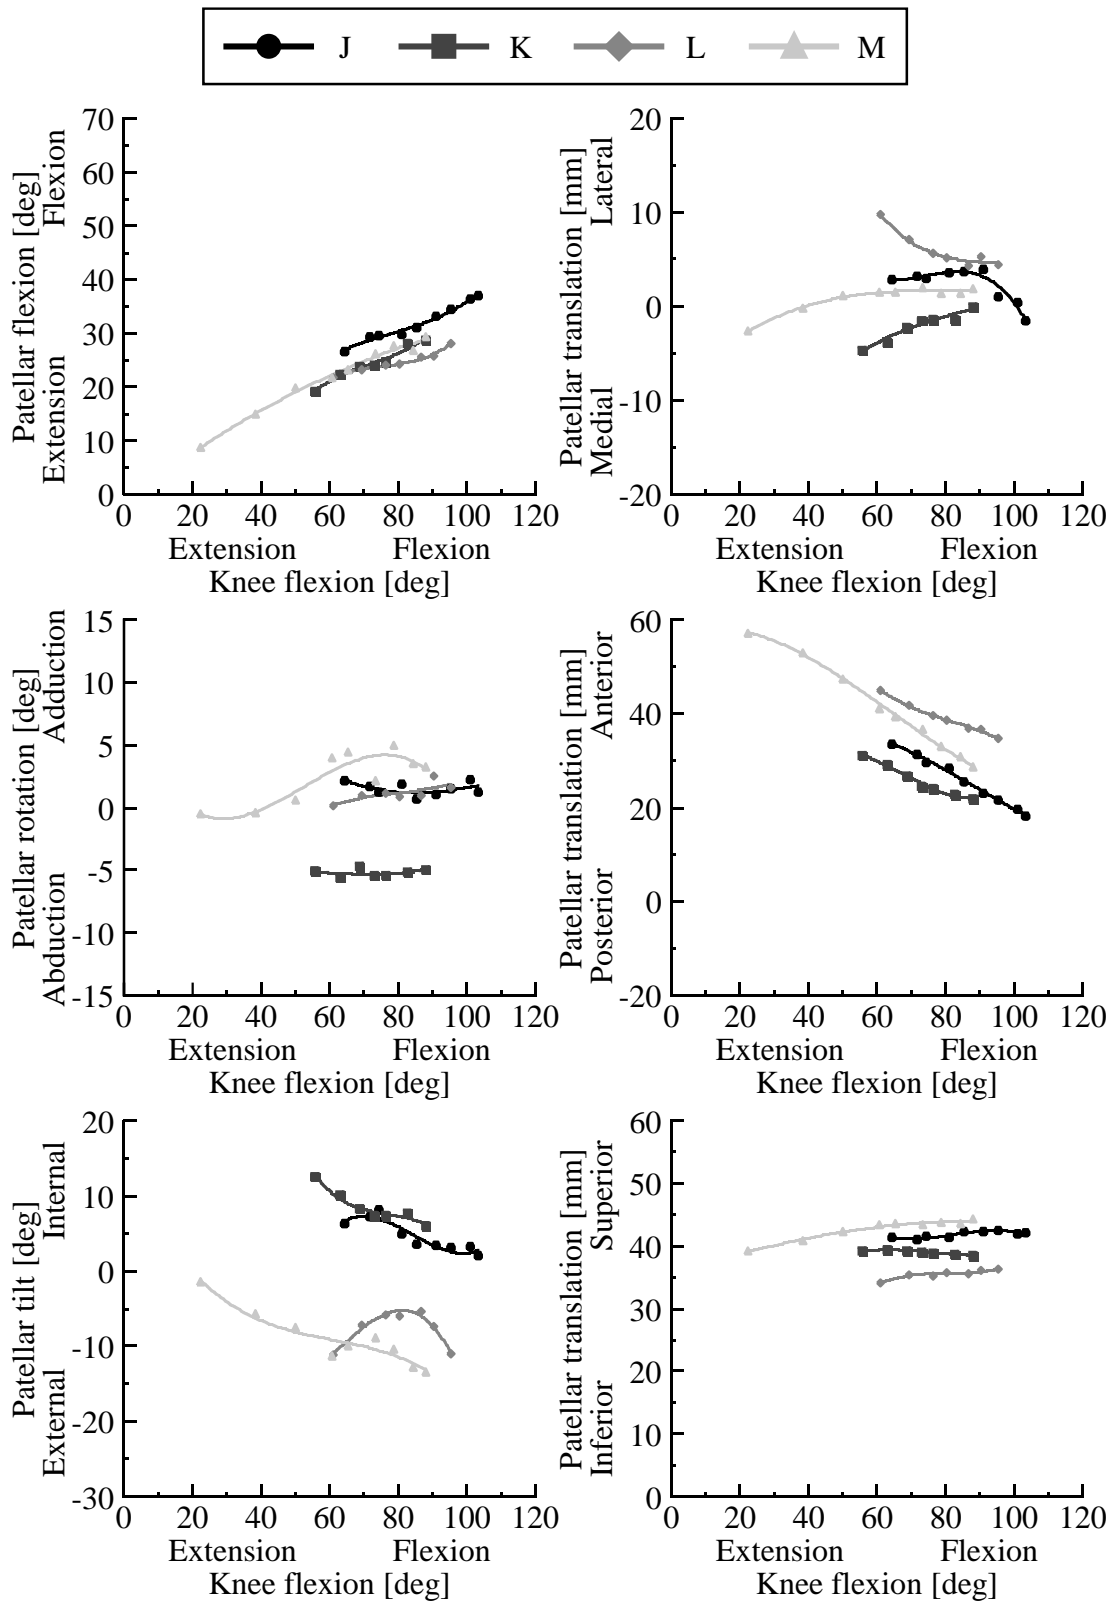 J K L M
Patellar flexion [deg]
Extension Flexion
70
60
50
40
30
20
10
0
0 20 40 60 80 100 120
Extension Flexion
Knee flexion [deg]
Patellar translation [mm]
Medial Lateral
20
10
0
-10
-20
0 20 40 60 80 100 120
Extension Flexion
Knee flexion [deg]
Patellar rotation [deg]
Abduction Adduction
15
10
5
0
-5
-10
-15
0 20 40 60 80 100 120
Extension Flexion
Knee flexion [deg]
Patellar translation [mm]
Posterior Anterior
60
40
20
0
-20
0 20 40 60 80 100 120
Extension Flexion
Knee flexion [deg]
Patellar tilt [deg]
External Internal
20
10
0
-10
-20
-30
0 20 40 60 80 100 120
Extension Flexion
Knee flexion [deg]
Patellar translation [mm]
Inferior Superior
60
50
40
30
20
10
0
0 20 40 60 80 100 120
Extension Flexion
Knee flexion [deg]